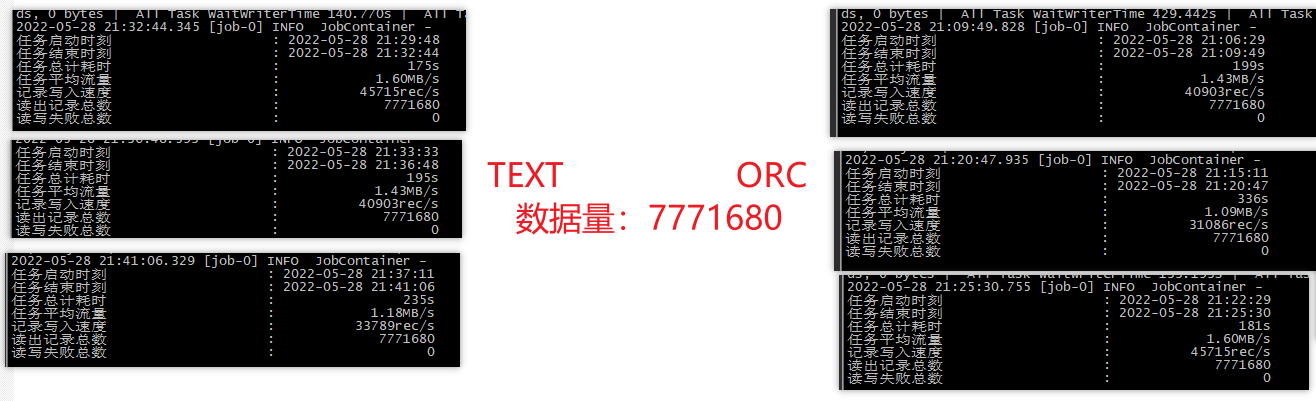 ds, 0 bytes | All Task WaitWriterTime 140.770s | All T
2022-05-28 21:32:44.345 [job-0] INFO JobContainer -
任务启动时刻 : 2022-05-28 21:29:48
任务结束时刻 : 2022-05-28 21:32:44
任务总计耗时 : 175s
任务平均流量 : 1.60MB/s
记录写入速度 : 45715rec/s
读出记录总数 : 7771680
读写失败总数 : 0
任务启动时刻 : 2022-05-28 21:33:33
任务结束时刻 : 2022-05-28 21:36:48
任务总计耗时 : 195s
任务平均流量 : 1.43MB/s
记录写入速度 : 40903rec/s
读出记录总数 : 7771680
读写失败总数 : 0
2022-05-28 21:41:06.329 [job-0] INFO JobContainer -
任务启动时刻 : 2022-05-28 21:37:11
任务结束时刻 : 2022-05-28 21:41:06
任务总计耗时 : 235s
任务平均流量 : 1.18MB/s
记录写入速度 : 33789rec/s
读出记录总数 : 7771680
读写失败总数 : 0
TEXT ORC
数据量：7771680
ds, 0 bytes | All Task WaitWriterTime 429.442s | All Task
2022-05-28 21:09:49.828 [job-0] INFO JobContainer -
任务启动时刻 : 2022-05-28 21:06:29
任务结束时刻 : 2022-05-28 21:09:49
任务总计耗时 : 199s
任务平均流量 : 1.43MB/s
记录写入速度 : 40903rec/s
读出记录总数 : 7771680
读写失败总数 : 0
2022-05-28 21:20:47.935 [job-0] INFO JobContainer -
任务启动时刻 : 2022-05-28 21:15:11
任务结束时刻 : 2022-05-28 21:20:47
任务总计耗时 : 336s
任务平均流量 : 1.09MB/s
记录写入速度 : 31086rec/s
读出记录总数 : 7771680
读写失败总数 : 0
2022-05-28 21:25:30.755 [job-0] INFO JobContainer -
任务启动时刻 : 2022-05-28 21:22:29
任务结束时刻 : 2022-05-28 21:25:30
任务总计耗时 : 181s
任务平均流量 : 1.60MB/s
记录写入速度 : 45715rec/s
读出记录总数 : 7771680
读写失败总数 : 0